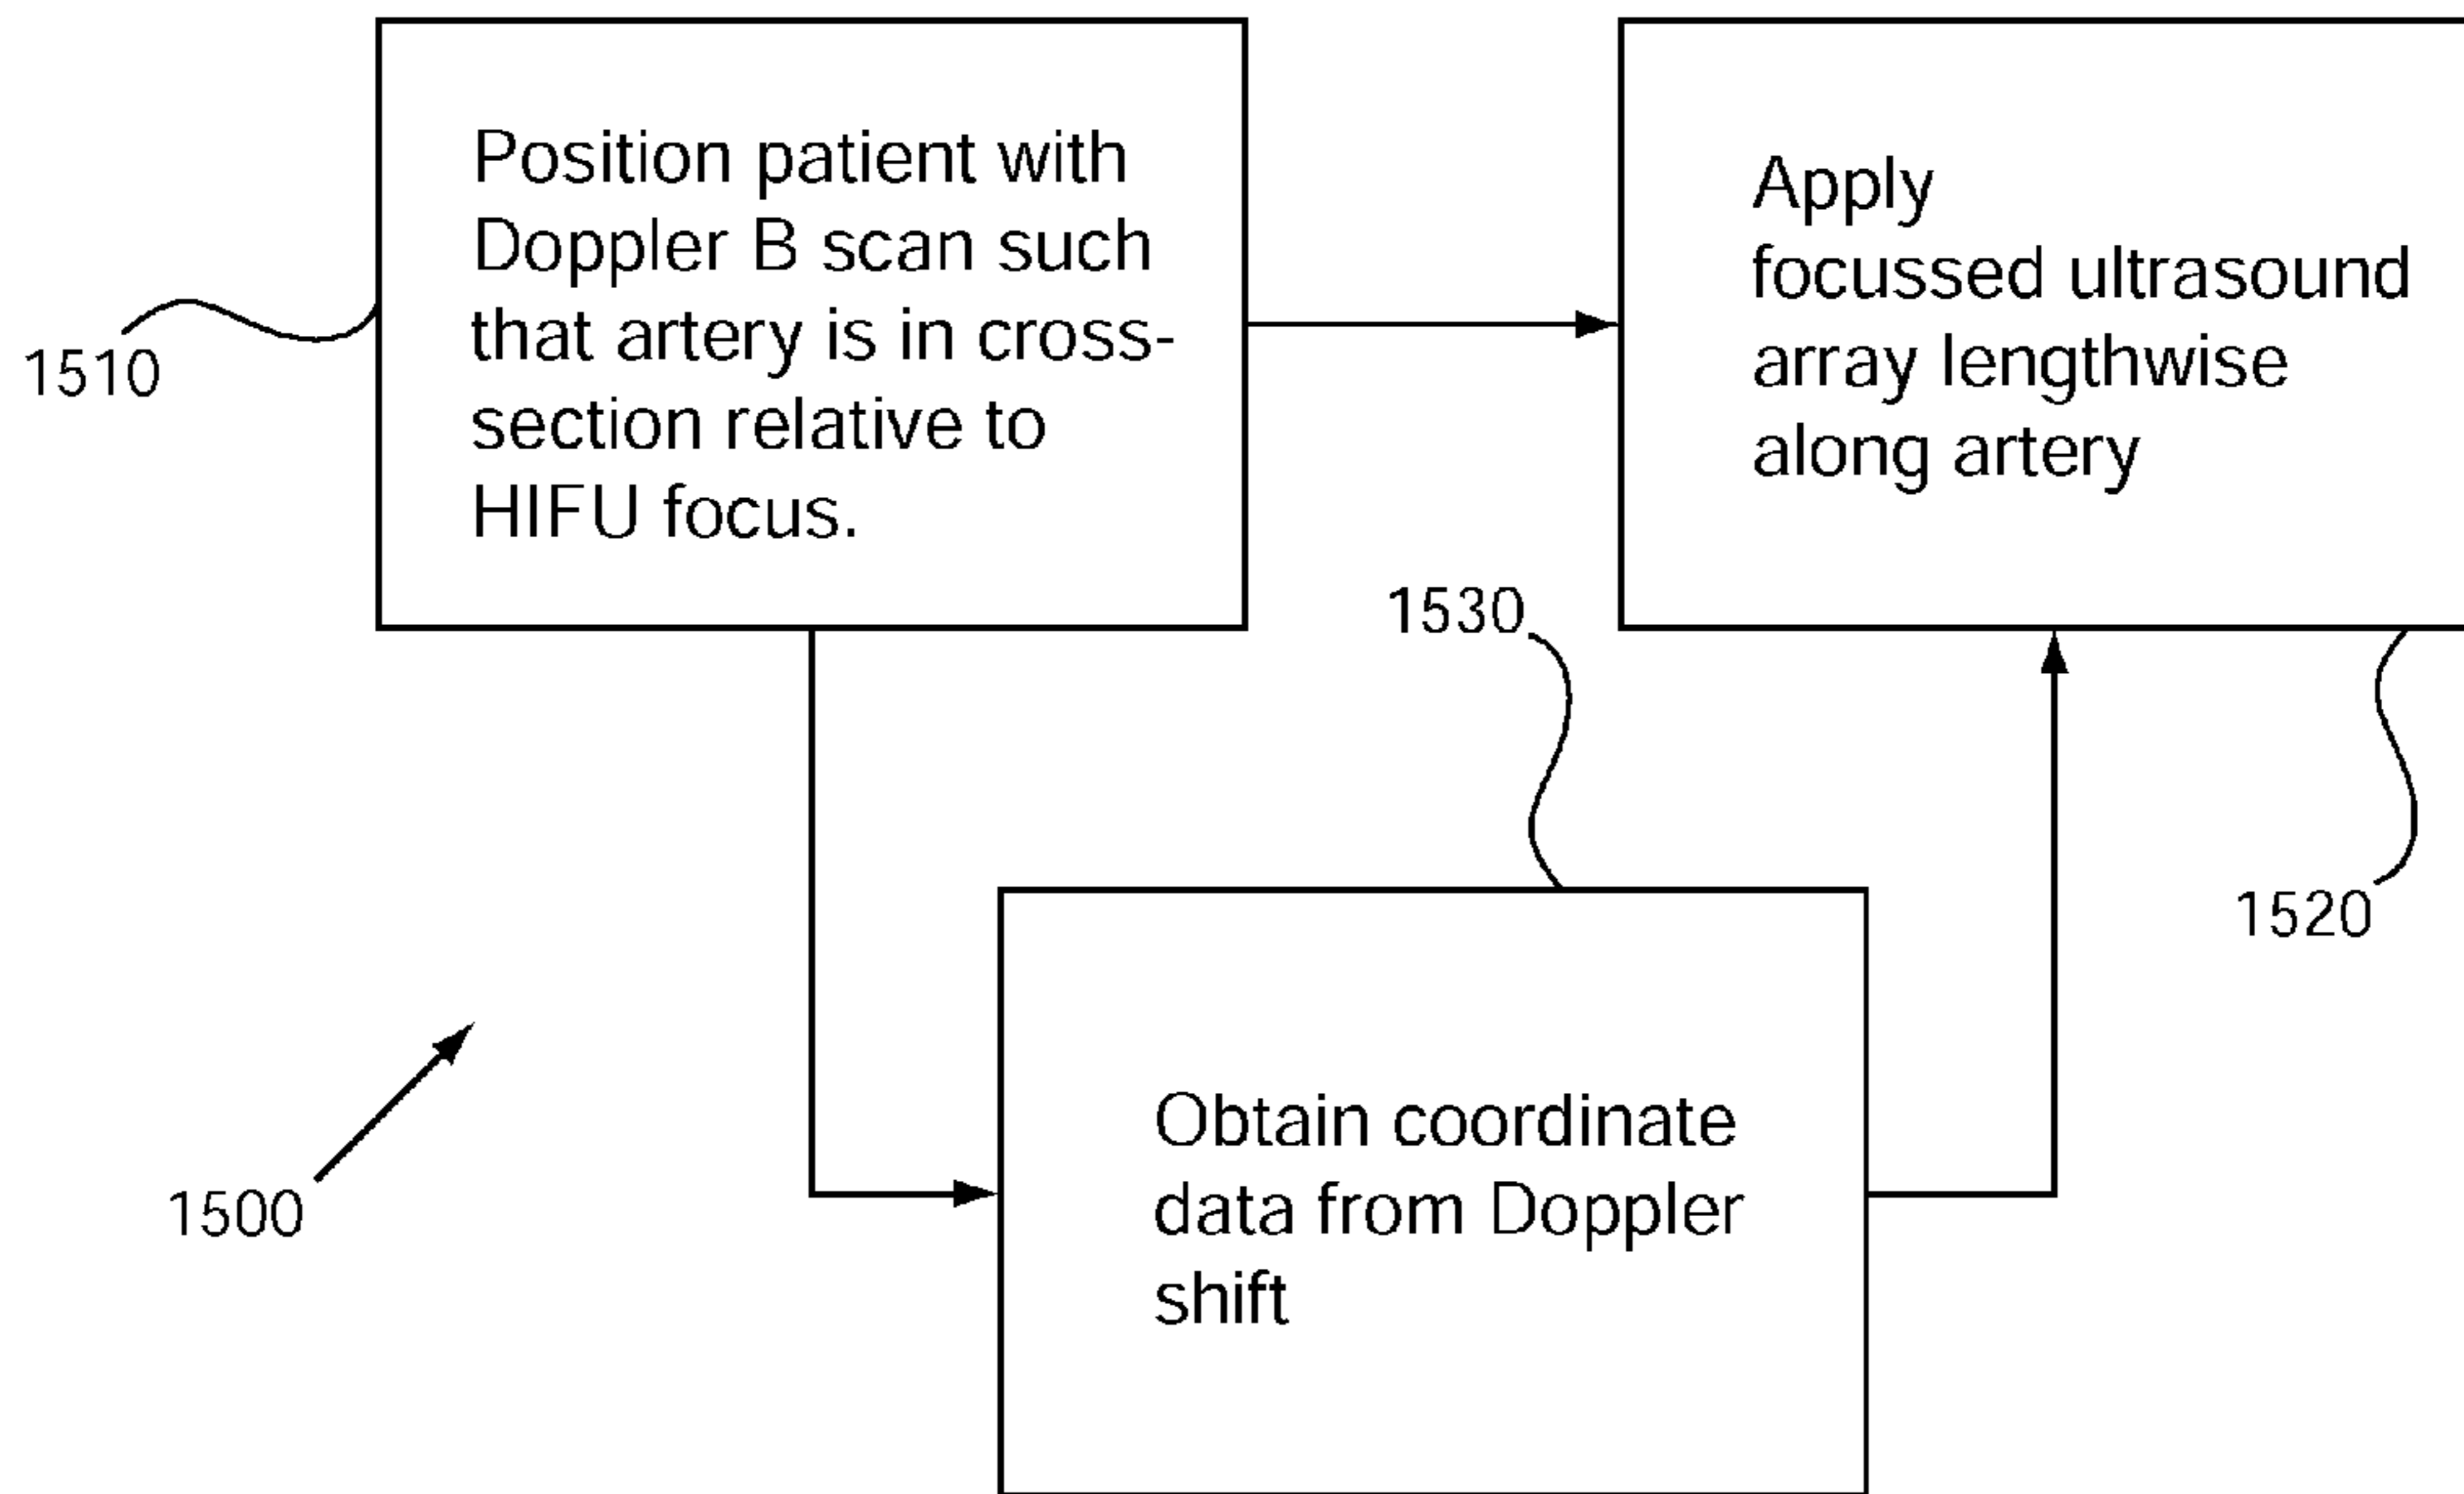 Position patient with
Doppler B scan such
that artery is in cross-
section relative to
HIFU focus.
1510
Apply
focussed ultrasound
array lengthwise
along artery
1530
1520
Obtain coordinate
data from Doppler
shift
1500